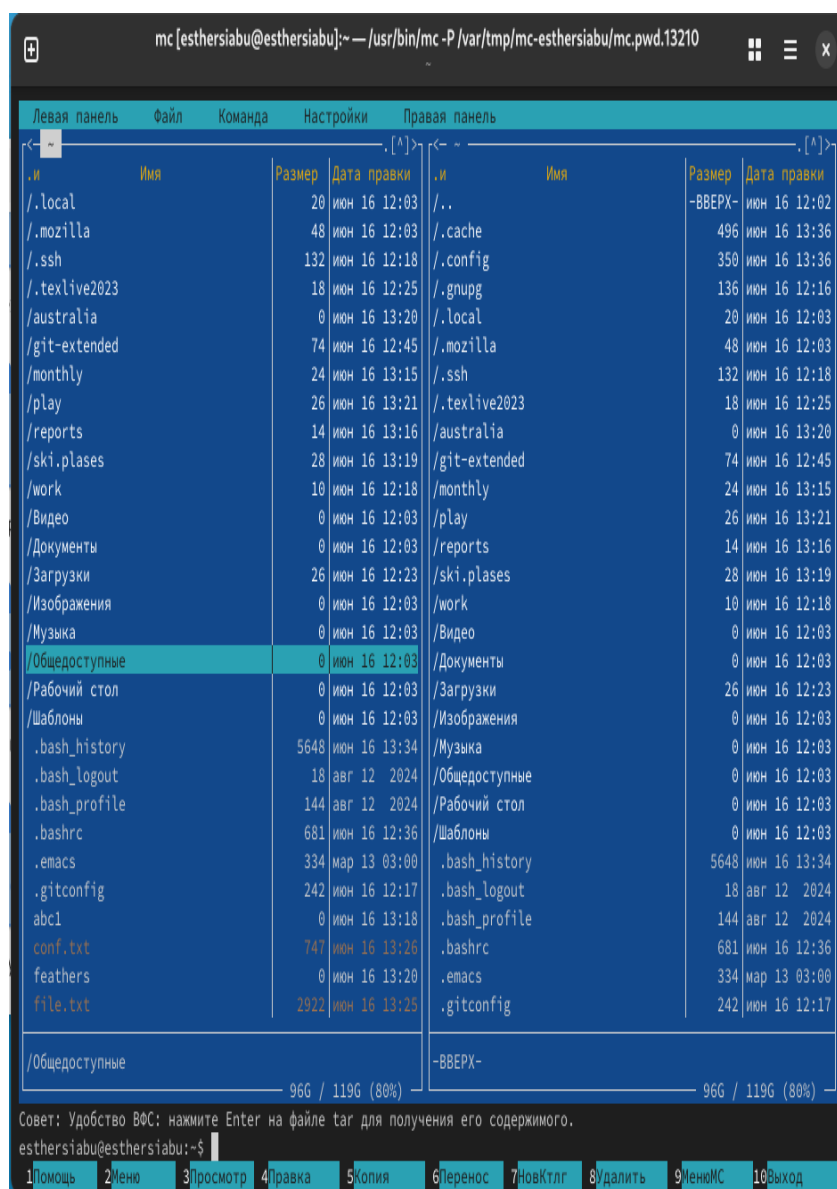 mc [esthersiabu@esthersiabu]:~ — /usr/bin/mc -P /var/tmp/mc-esthersiabu/mc.pwd.13210
~
Левая панель Файл Команда Настройки Правая панель
<- ~ .[^]>
.и Имя Размер Дата правки
/.local 20 июн 16 12:03
/.mozilla 48 июн 16 12:03
/.ssh 132 июн 16 12:18
/.texlive2023 18 июн 16 12:25
/australia 0 июн 16 13:20
/git-extended 74 июн 16 12:45
/monthly 24 июн 16 13:15
/play 26 июн 16 13:21
/reports 14 июн 16 13:16
/ski.plases 28 июн 16 13:19
/work 10 июн 16 12:18
/Видео 0 июн 16 12:03
/Документы 0 июн 16 12:03
/Загрузки 26 июн 16 12:23
/Изображения 0 июн 16 12:03
/Музыка 0 июн 16 12:03
/Общедоступные 0 июн 16 12:03
/Рабочий стол 0 июн 16 12:03
/Шаблоны 0 июн 16 12:03
.bash_history 5648 июн 16 13:34
.bash_logout 18 авг 12 2024
.bash_profile 144 авг 12 2024
.bashrc 681 июн 16 12:36
.emacs 334 мар 13 03:00
.gitconfig 242 июн 16 12:17
abc1 0 июн 16 13:18
conf.txt 747 июн 16 13:26
feathers 0 июн 16 13:20
file.txt 2922 июн 16 13:25
/Общедоступные
96G / 119G (80%)
<- ~ .[^]>
.и Имя Размер Дата правки
/.. -ВВЕРХ- июн 16 12:02
/.cache 496 июн 16 13:36
/.config 350 июн 16 13:36
/.gnupg 136 июн 16 12:16
/.local 20 июн 16 12:03
/.mozilla 48 июн 16 12:03
/.ssh 132 июн 16 12:18
/.texlive2023 18 июн 16 12:25
/australia 0 июн 16 13:20
/git-extended 74 июн 16 12:45
/monthly 24 июн 16 13:15
/play 26 июн 16 13:21
/reports 14 июн 16 13:16
/ski.plases 28 июн 16 13:19
/work 10 июн 16 12:18
/Видео 0 июн 16 12:03
/Документы 0 июн 16 12:03
/Загрузки 26 июн 16 12:23
/Изображения 0 июн 16 12:03
/Музыка 0 июн 16 12:03
/Общедоступные 0 июн 16 12:03
/Рабочий стол 0 июн 16 12:03
/Шаблоны 0 июн 16 12:03
.bash_history 5648 июн 16 13:34
.bash_logout 18 авг 12 2024
.bash_profile 144 авг 12 2024
.bashrc 681 июн 16 12:36
.emacs 334 мар 13 03:00
.gitconfig 242 июн 16 12:17
-ВВЕРХ-
96G / 119G (80%)
Совет: Удобство ВФС: нажмите Enter на файле tar для получения его содержимого.
esthersiabu@esthersiabu:~$
1Помощь 2Меню 3Просмотр 4Правка 5Копия 6Перенос 7НовКтлг 8Удалить 9МенюMC 10Выход